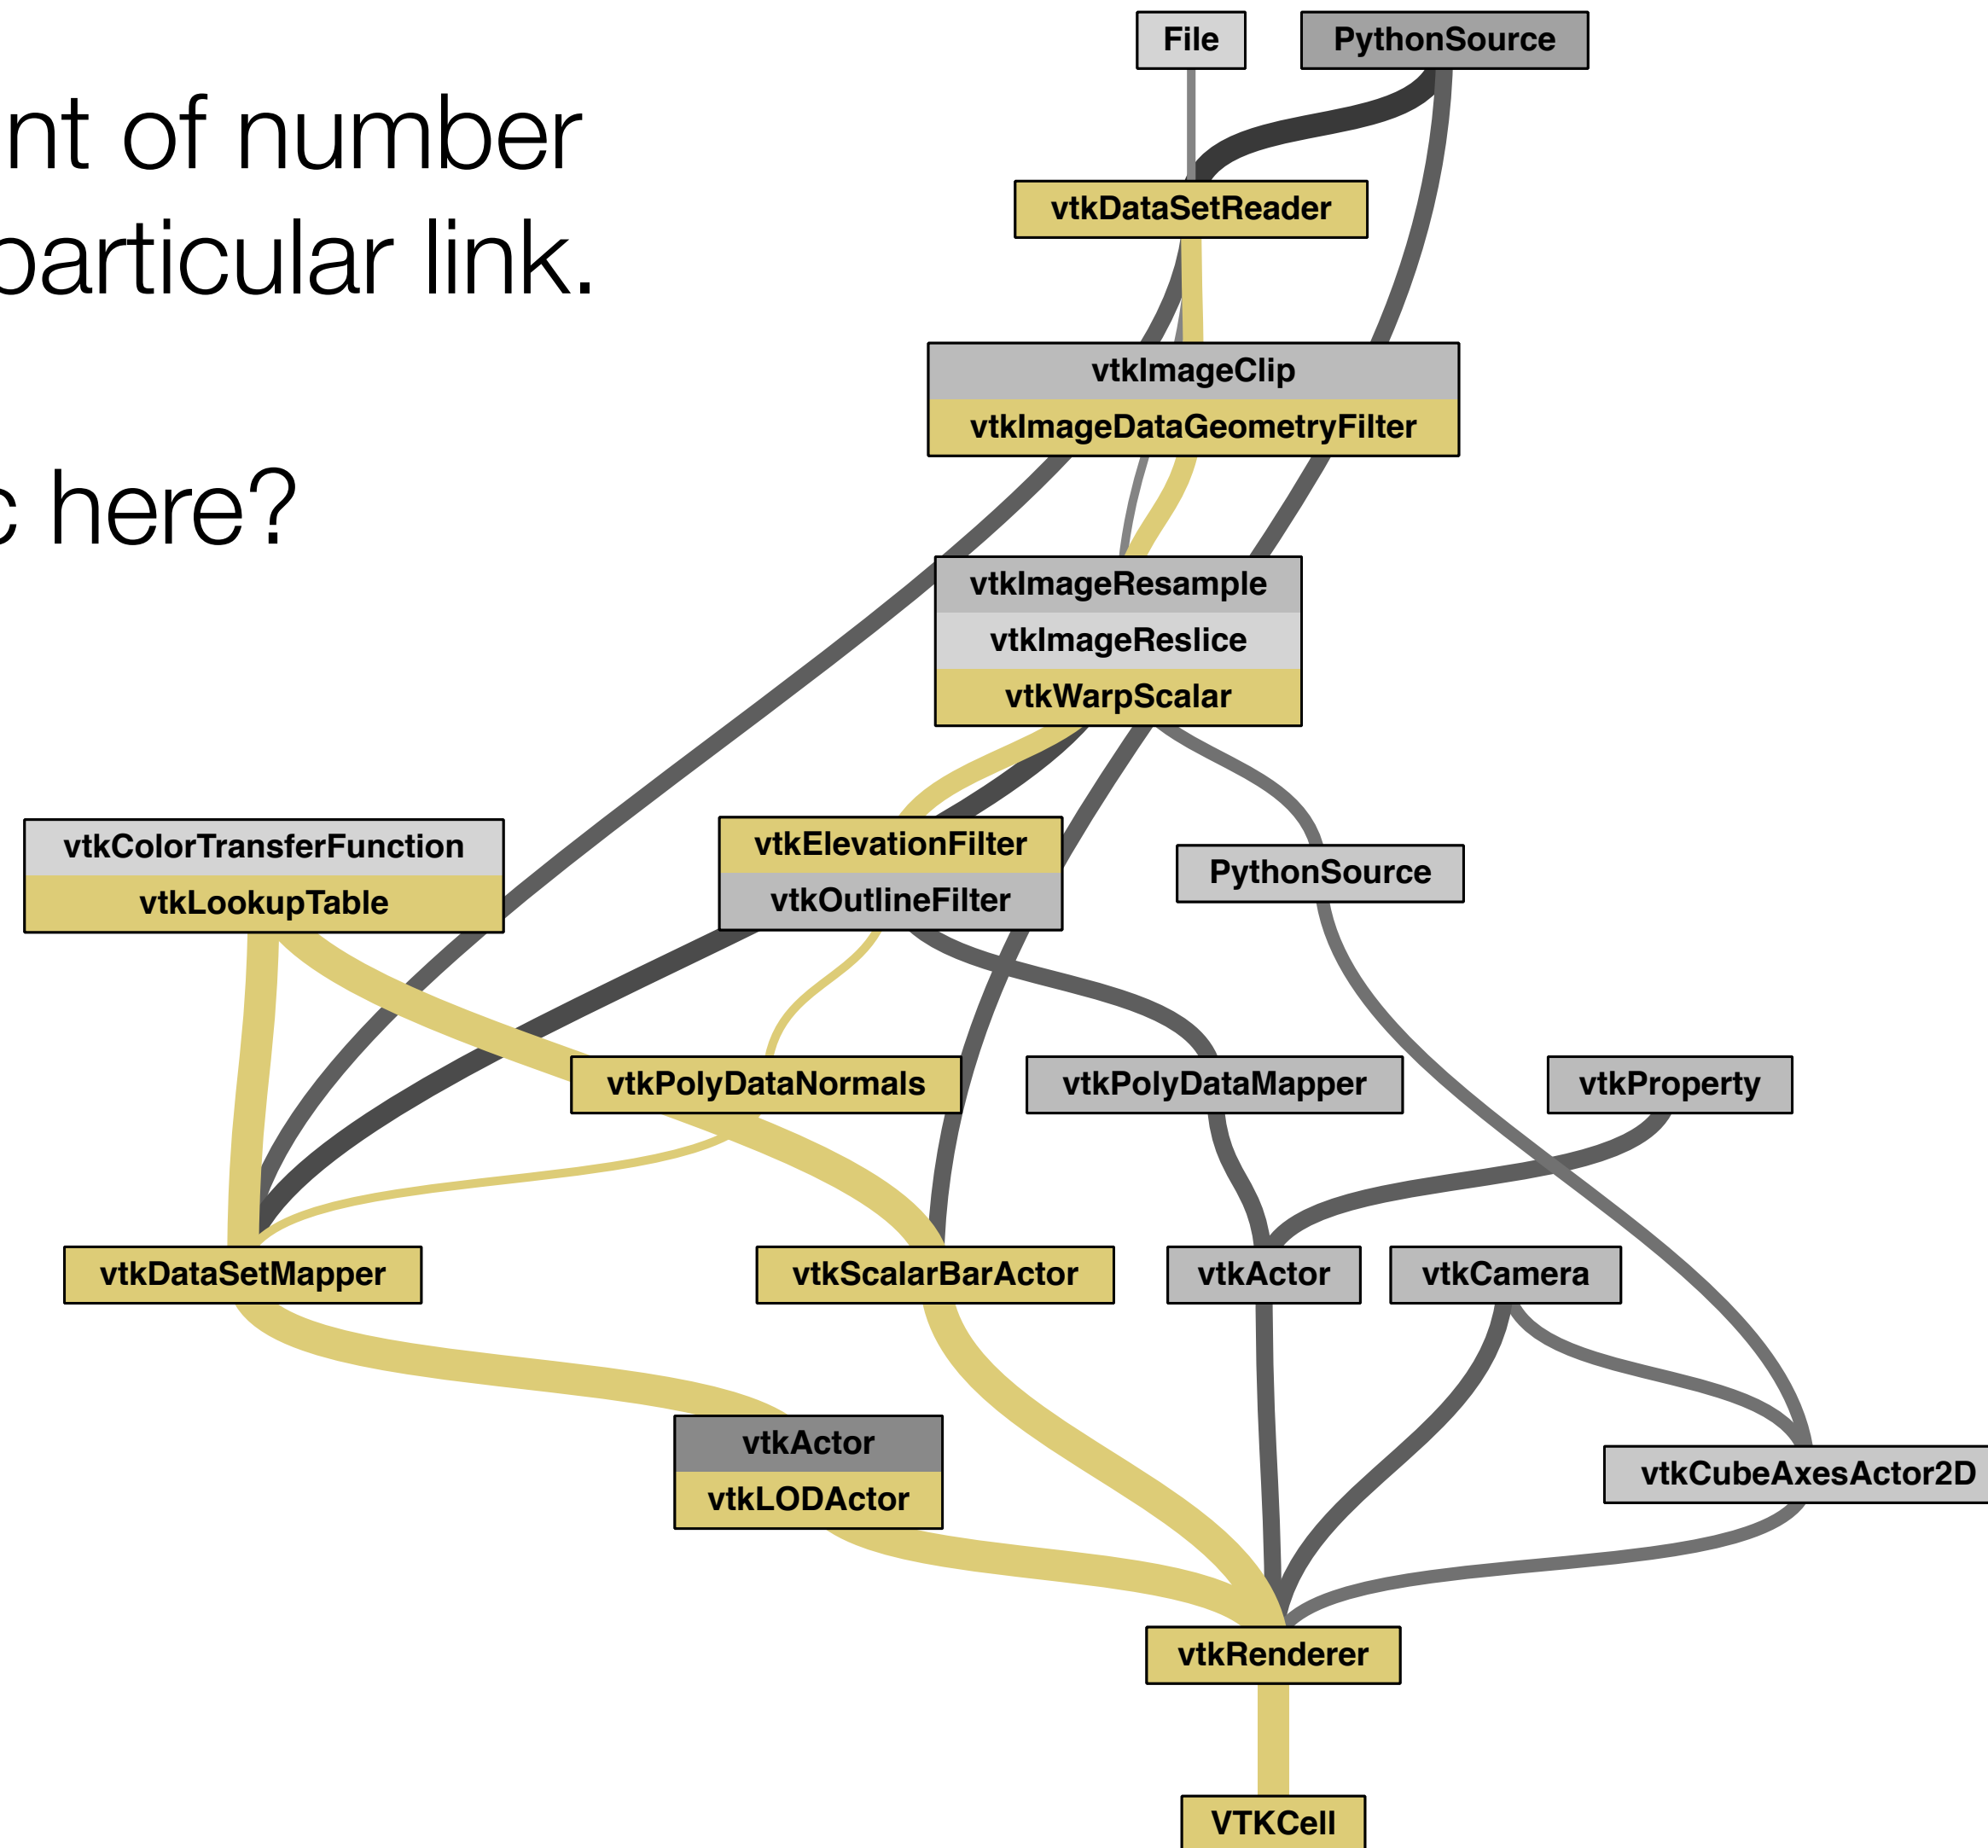 File
PythonSource
of number
vtkDataSetReader
particular link.
vtkImageClip
vtkImageDataGeometryFilter
here?
vtkImageResample
vtkImageReslice
vtkWarpScalar
vtkColorTransferFunction
vtkLookupTable
vtkElevationFilter
vtkOutlineFilter
PythonSource
vtkPolyDataNormals
vtkPolyDataMapper
vtkProperty
vtkDataSetMapper
vtkScalarBarActor
vtkActor
vtkCamera
vtkActor
vtkLODActor
vtkCubeAxesActor2D
vtkRenderer
VTKCell